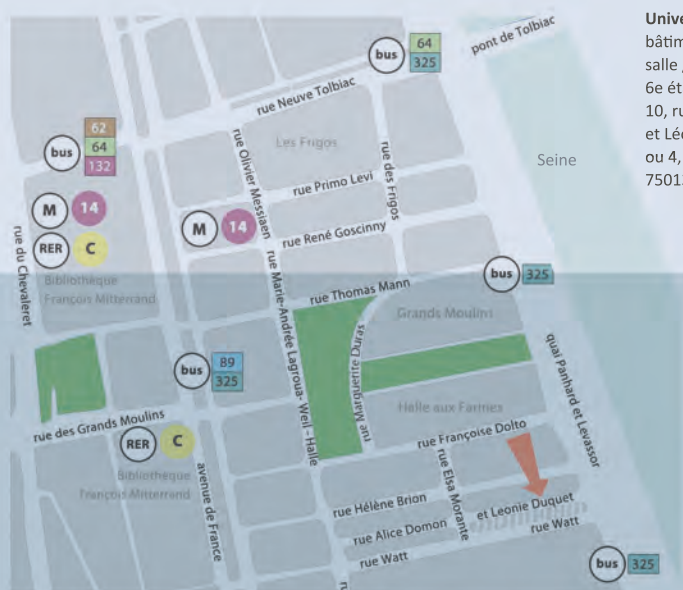 pont de Tolbiac
bus
64
325
rue Neuve Tolbiac
62
64
132
bus
Les Frigos
rue Olivier Messiaen
rue des Frigos
Seine
rue Primo Levi
M
14
M
14
RER
C
rue René Goscinny
rue du Chevaleret
Bibliothèque
François Mitterrand
bus
325
rue Thomas Mann
Grands Moulins
rue Marie-Andrée Lagroua- Weil - Halle
rue Marguerite Duras
quai Panhard et Levassor
bus
89
325
Halle aux Farines
rue des Grands Moulins
RER
C
rue Françoise Dolto
Bibliothèque
François Mitterrand
avenue de France
rue Elsa Morante
rue Hélène Brion
et Léonie Duquet
rue Alice Domon
rue Watt
rue Watt
bus
325
Unive
bâtim
salle
6e ét
10, ru
et Léo
ou 4,
7501